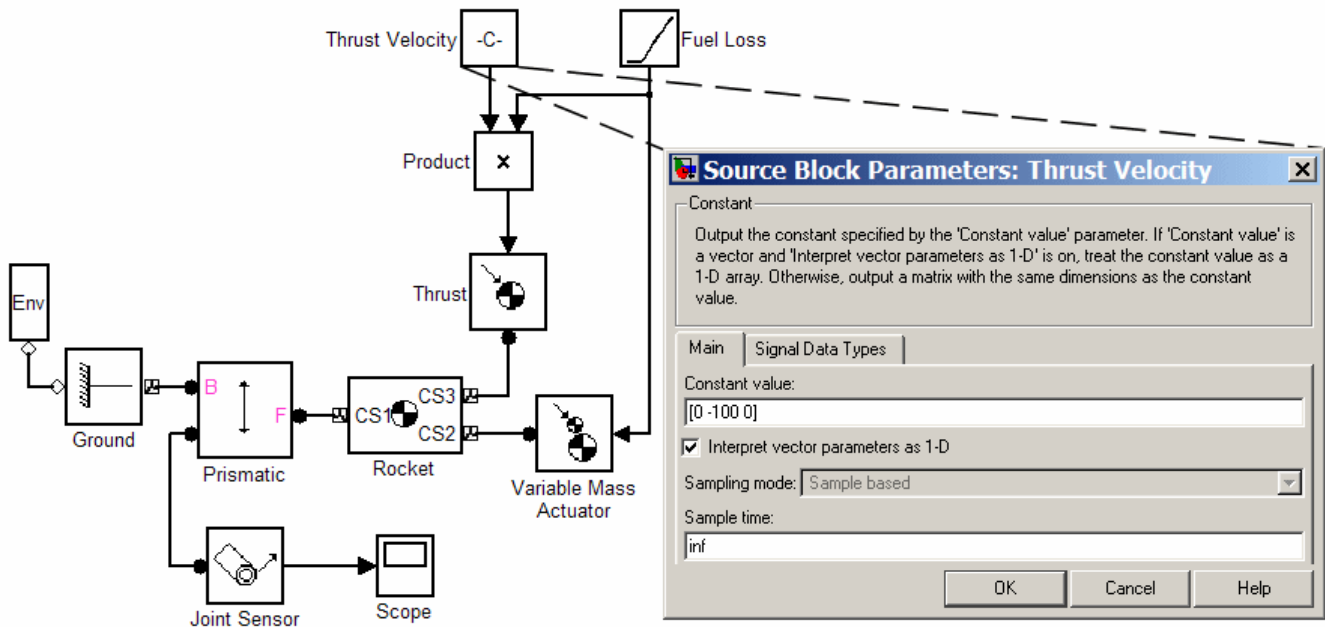 Thrust Velocity
-C-
Fuel Loss
Product
×
Thrust
Env
Ground
B
F
Prismatic
CS1
CS3
CS2
Rocket
Variable Mass
Actuator
Joint Sensor
Scope
Source Block Parameters: Thrust Velocity
Constant
Output the constant specified by the 'Constant value' parameter. If 'Constant value' is
a vector and 'Interpret vector parameters as 1-D' is on, treat the constant value as a
1-D array. Otherwise, output a matrix with the same dimensions as the constant
value.
Main
Signal Data Types
Constant value:
[0 -100 0]
Interpret vector parameters as 1-D
Sampling mode: Sample based
Sample time:
inf
OK
Cancel
Help